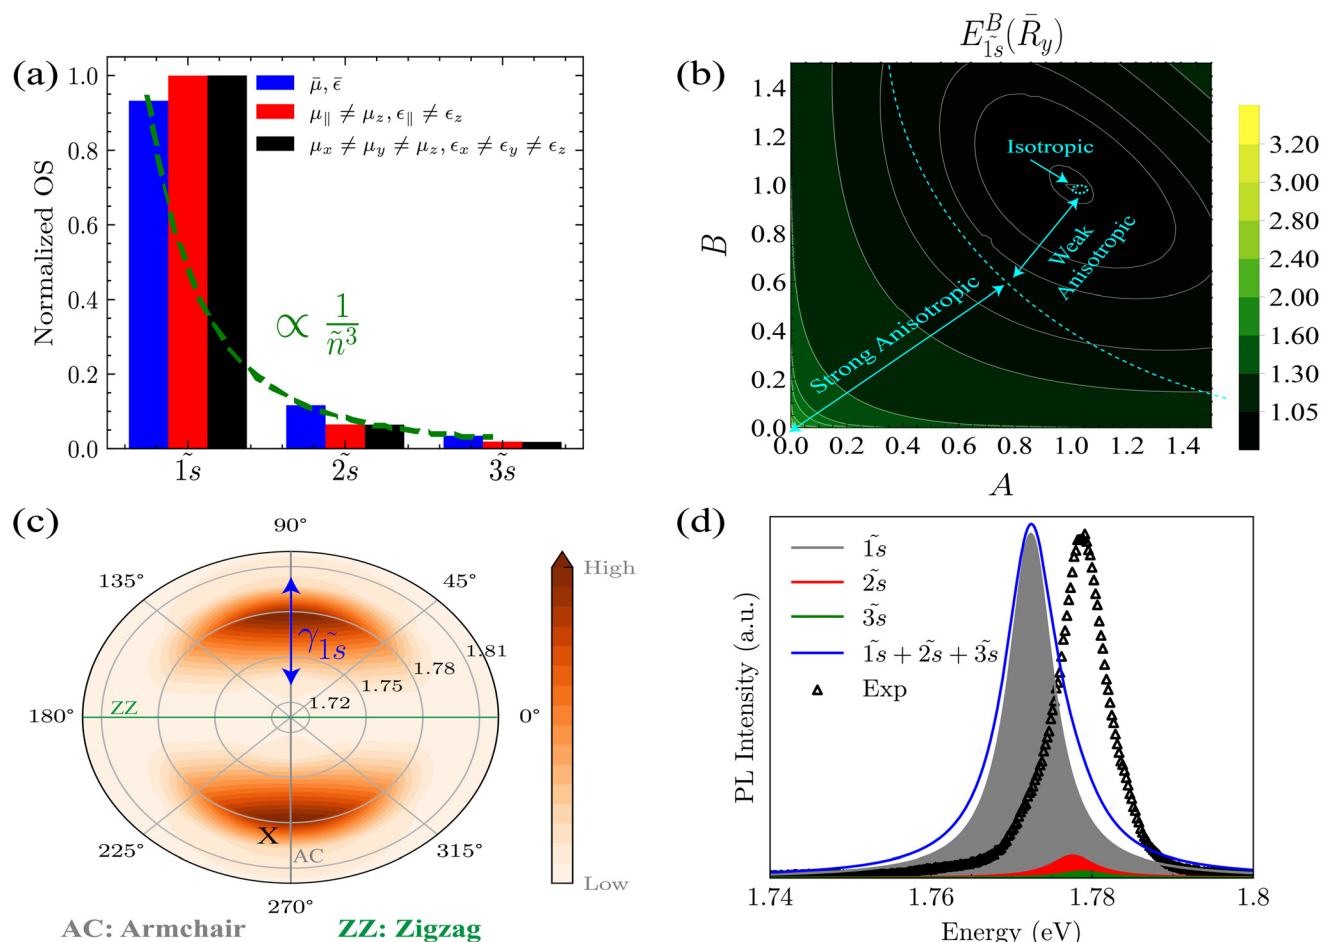 (a)
Normalized OS
1.0
0.8
0.6
0.4
0.2
0.0
μ̄, ε̄
μ∥ ≠ μz, ϵ∥ ≠ ϵz
μx ≠ μy ≠ μz, ϵx ≠ ϵy ≠ ϵz
∝ 1/ñ³
1̃s
2̃s
3̃s
(b)
E^B_1̃s(R̄y)
B
1.4
1.2
1.0
0.8
0.6
0.4
0.2
0.0
Isotropic
Weak
Anisotropic
Strong Anisotropic
0.0 0.2 0.4 0.6 0.8 1.0 1.2 1.4
A
3.20
3.00
2.80
2.40
2.00
1.60
1.30
1.05
(c)
90°
135°
45°
180°
0°
225°
315°
270°
ZZ
γ1̃s
1.72
1.75
1.78
1.81
X
AC
High
Low
AC: Armchair
ZZ: Zigzag
(d)
PL Intensity (a.u.)
1̃s
2̃s
3̃s
1̃s + 2̃s + 3̃s
Exp
1.74 1.76 1.78 1.8
Energy (eV)